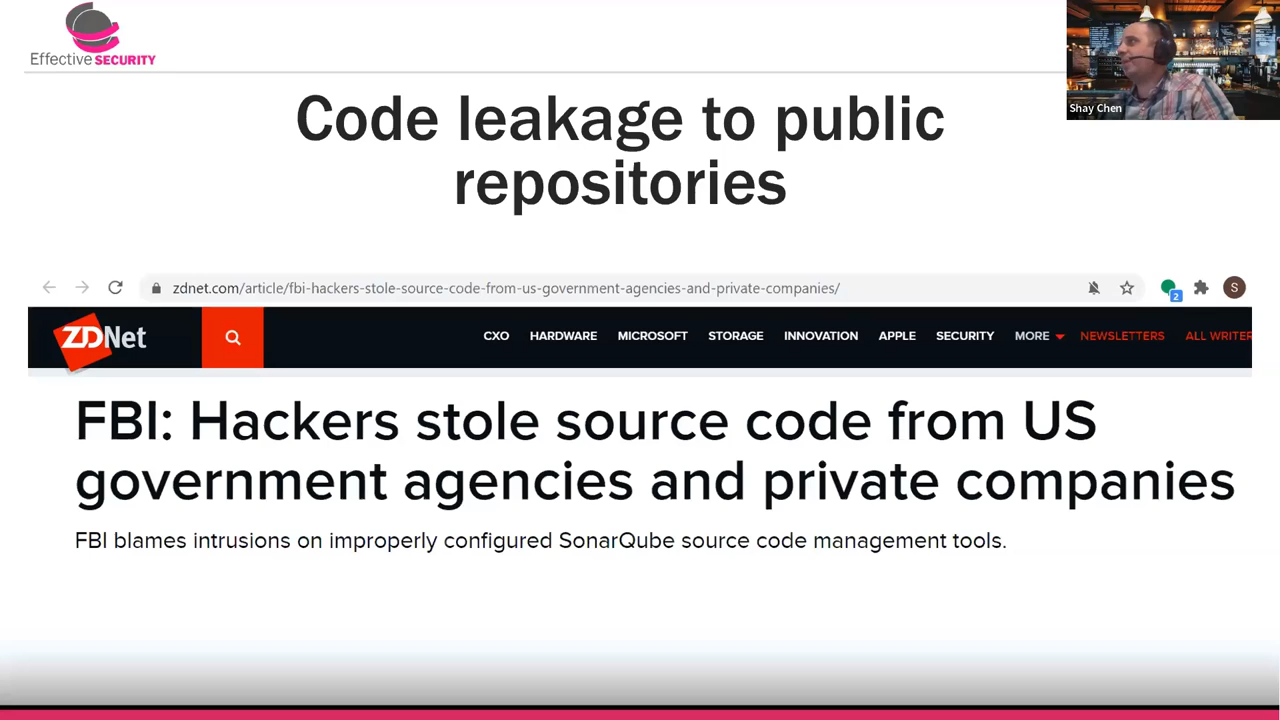 Effective SECURITY
Shay Chen
Code leakage to public
repositories
zdnet.com/article/fbi-hackers-stole-source-code-from-us-government-agencies-and-private-companies/
2
S
ZDNet
CXO HARDWARE MICROSOFT STORAGE INNOVATION APPLE SECURITY MORE NEWSLETTERS ALL WRITER
FBI: Hackers stole source code from US
government agencies and private companies
FBI blames intrusions on improperly configured SonarQube source code management tools.